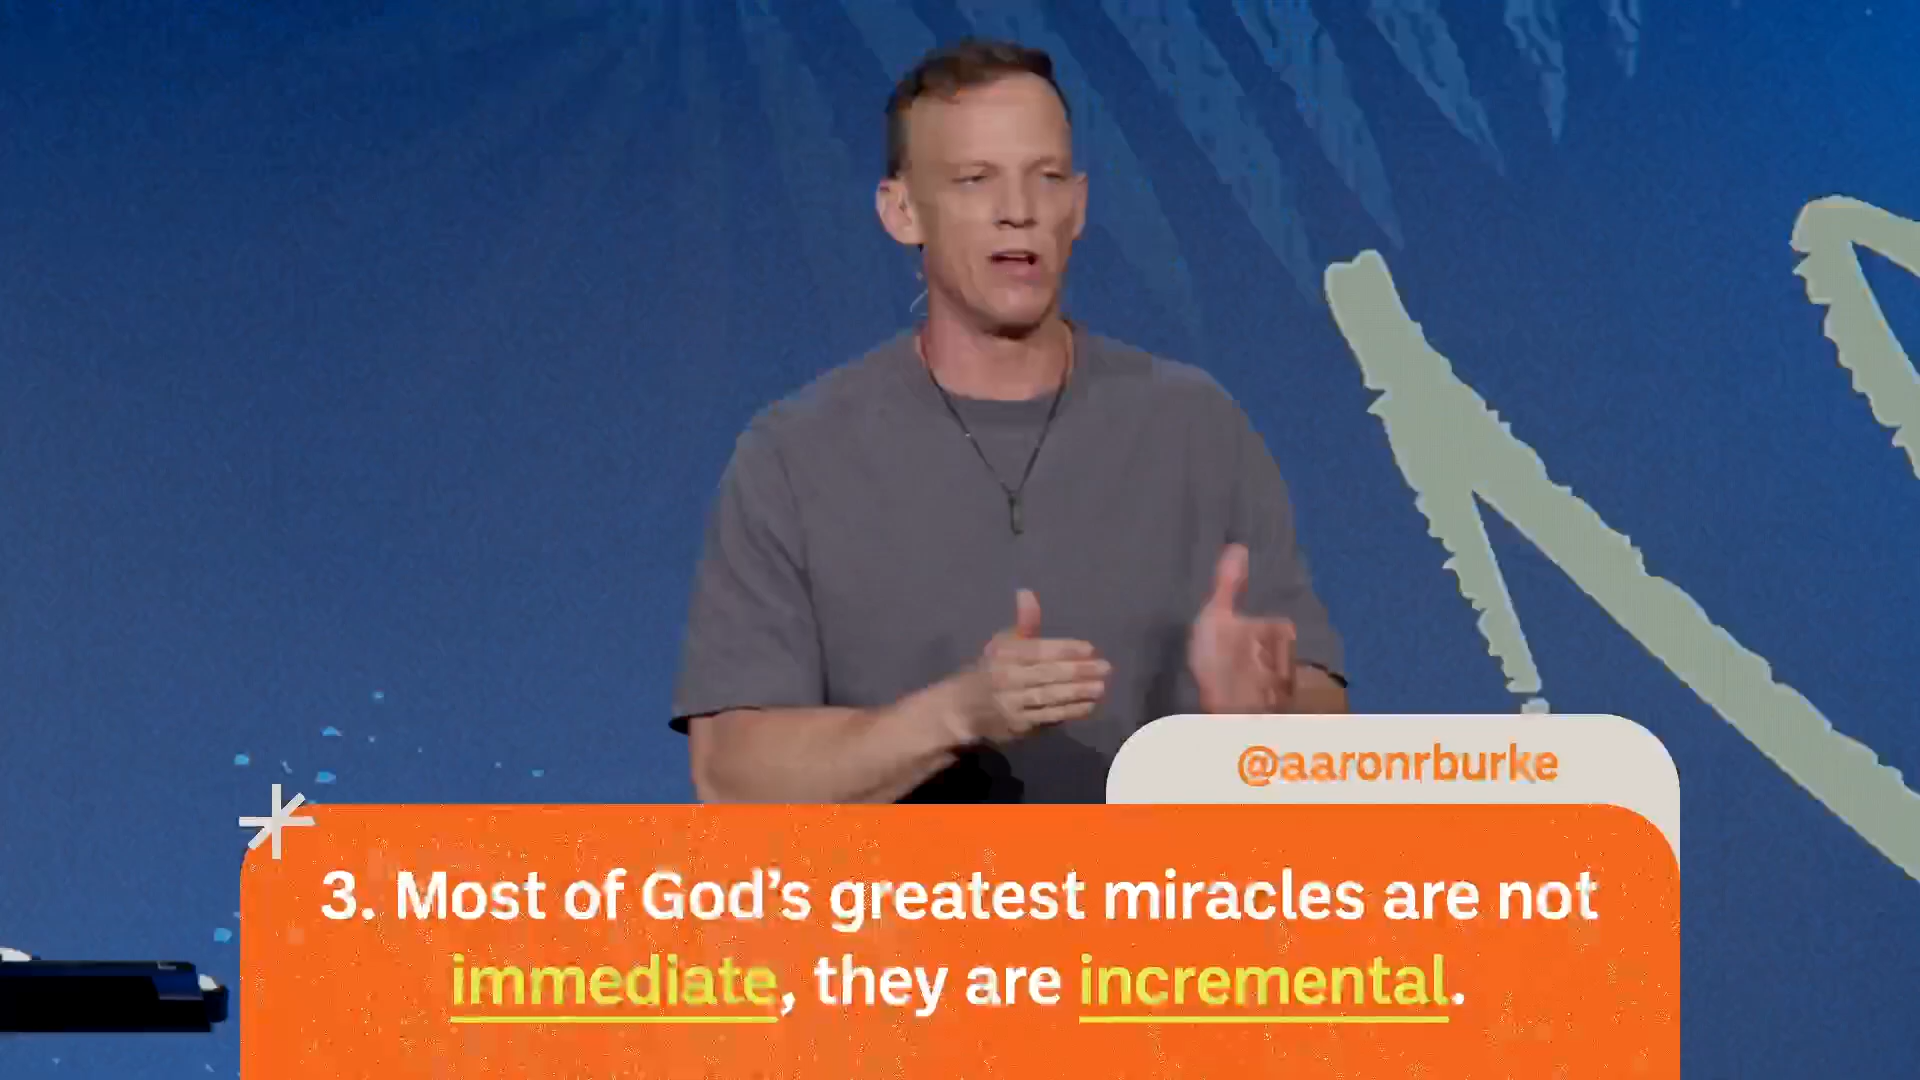 @aaronrburke
3. Most of God's greatest miracles are not
immediate, they are incremental.